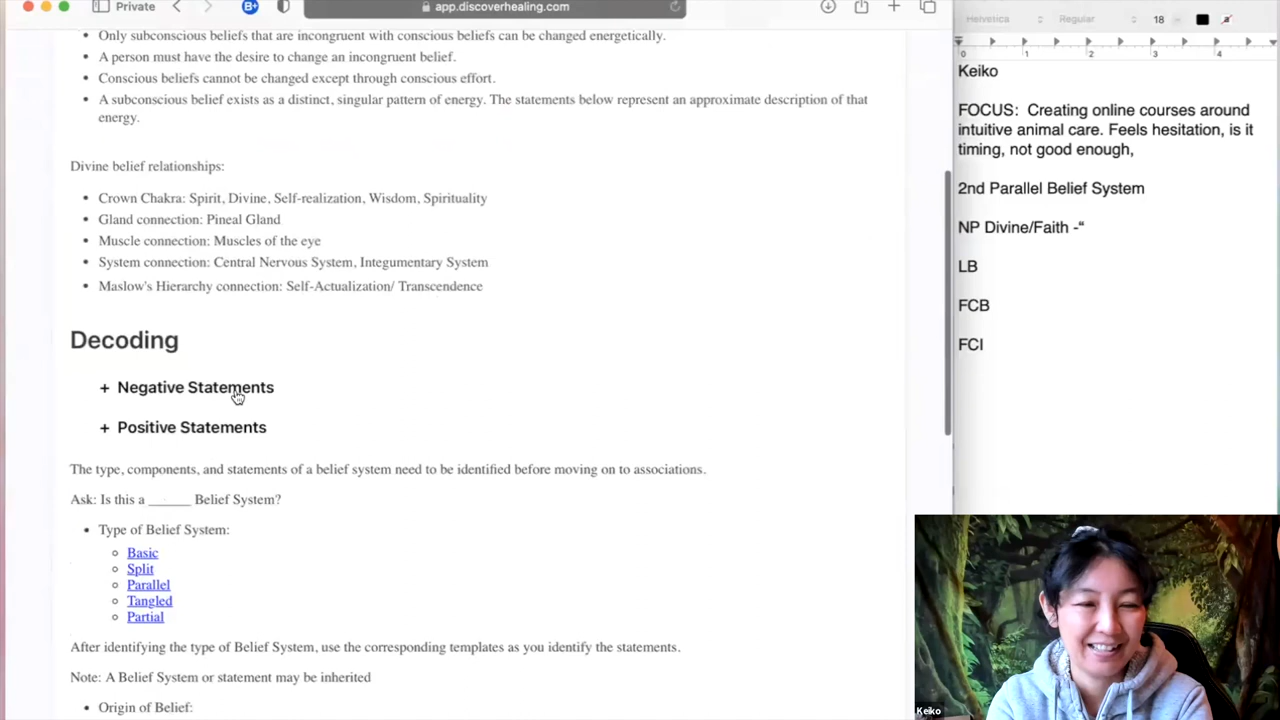 Private
B+
app.discoverhealing.com
Only subconscious beliefs that are incongruent with conscious beliefs can be changed energetically.
A person must have the desire to change an incongruent belief.
Conscious beliefs cannot be changed except through conscious effort.
A subconscious belief exists as a distinct, singular pattern of energy. The statements below represent an approximate description of that
energy.
Divine belief relationships:
Crown Chakra: Spirit, Divine, Self-realization, Wisdom, Spirituality
Gland connection: Pineal Gland
Muscle connection: Muscles of the eye
System connection: Central Nervous System, Integumentary System
Maslow's Hierarchy connection: Self-Actualization/ Transcendence
Decoding
+ Negative Statements
+ Positive Statements
The type, components, and statements of a belief system need to be identified before moving on to associations.
Ask: Is this a ______ Belief System?
Type of Belief System:
Basic
Split
Parallel
Tangled
Partial
After identifying the type of Belief System, use the corresponding templates as you identify the statements.
Note: A Belief System or statement may be inherited
Origin of Belief:
Helvetica Regular 18 a
0 1 2 3 4
Keiko
FOCUS: Creating online courses around
intuitive animal care. Feels hesitation, is it
timing, not good enough,
2nd Parallel Belief System
NP Divine/Faith -“
LB
FCB
FCI
Keiko